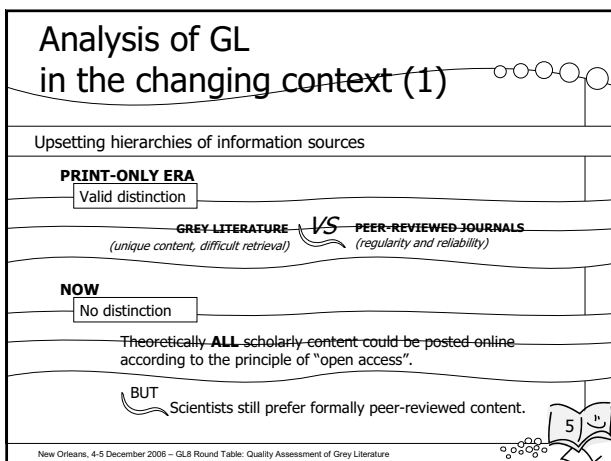 Analysis of GL
in the changing context (1)
Upsetting hierarchies of information sources
PRINT-ONLY ERA
Valid distinction
GREY LITERATURE VS PEER-REVIEWED JOURNALS
(unique content, difficult retrieval) (regularity and reliability)
NOW
No distinction
Theoretically ALL scholarly content could be posted online
according to the principle of “open access”.
BUT
Scientists still prefer formally peer-reviewed content.
5
New Orleans, 4-5 December 2006 – GL8 Round Table: Quality Assessment of Grey Literature